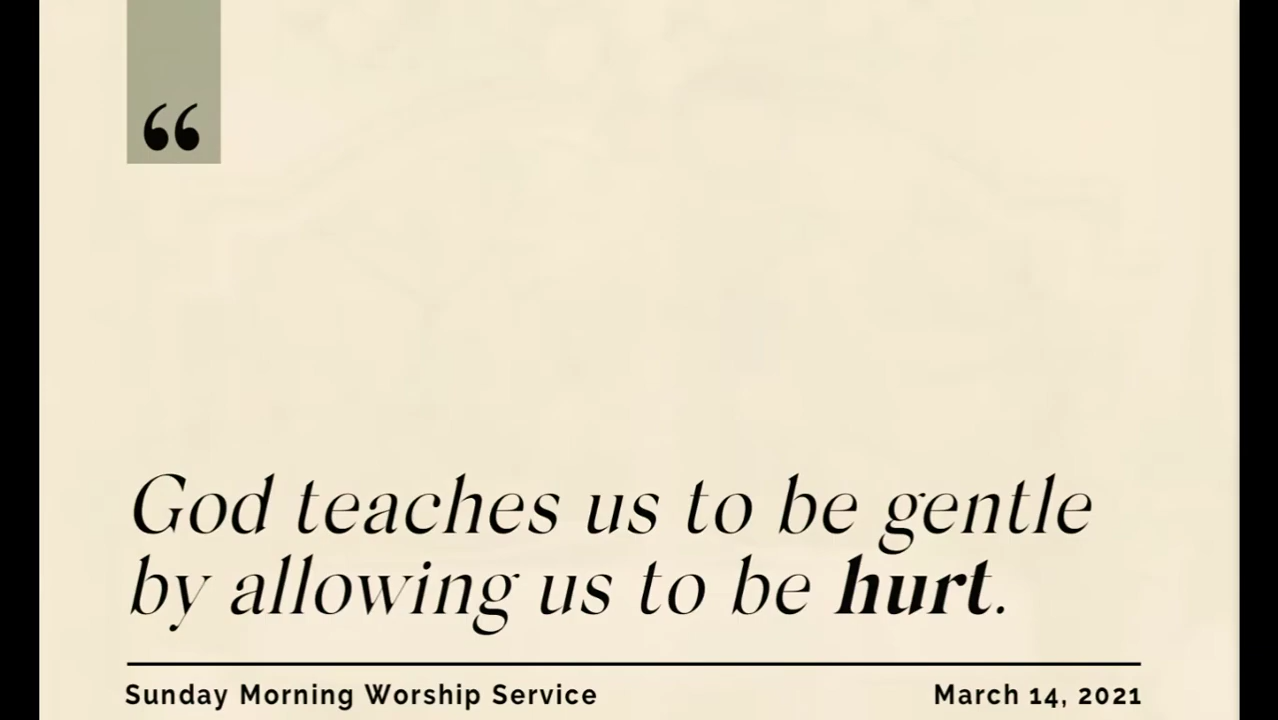 “
God teaches us to be gentle
by allowing us to be hurt.
Sunday Morning Worship Service March 14, 2021